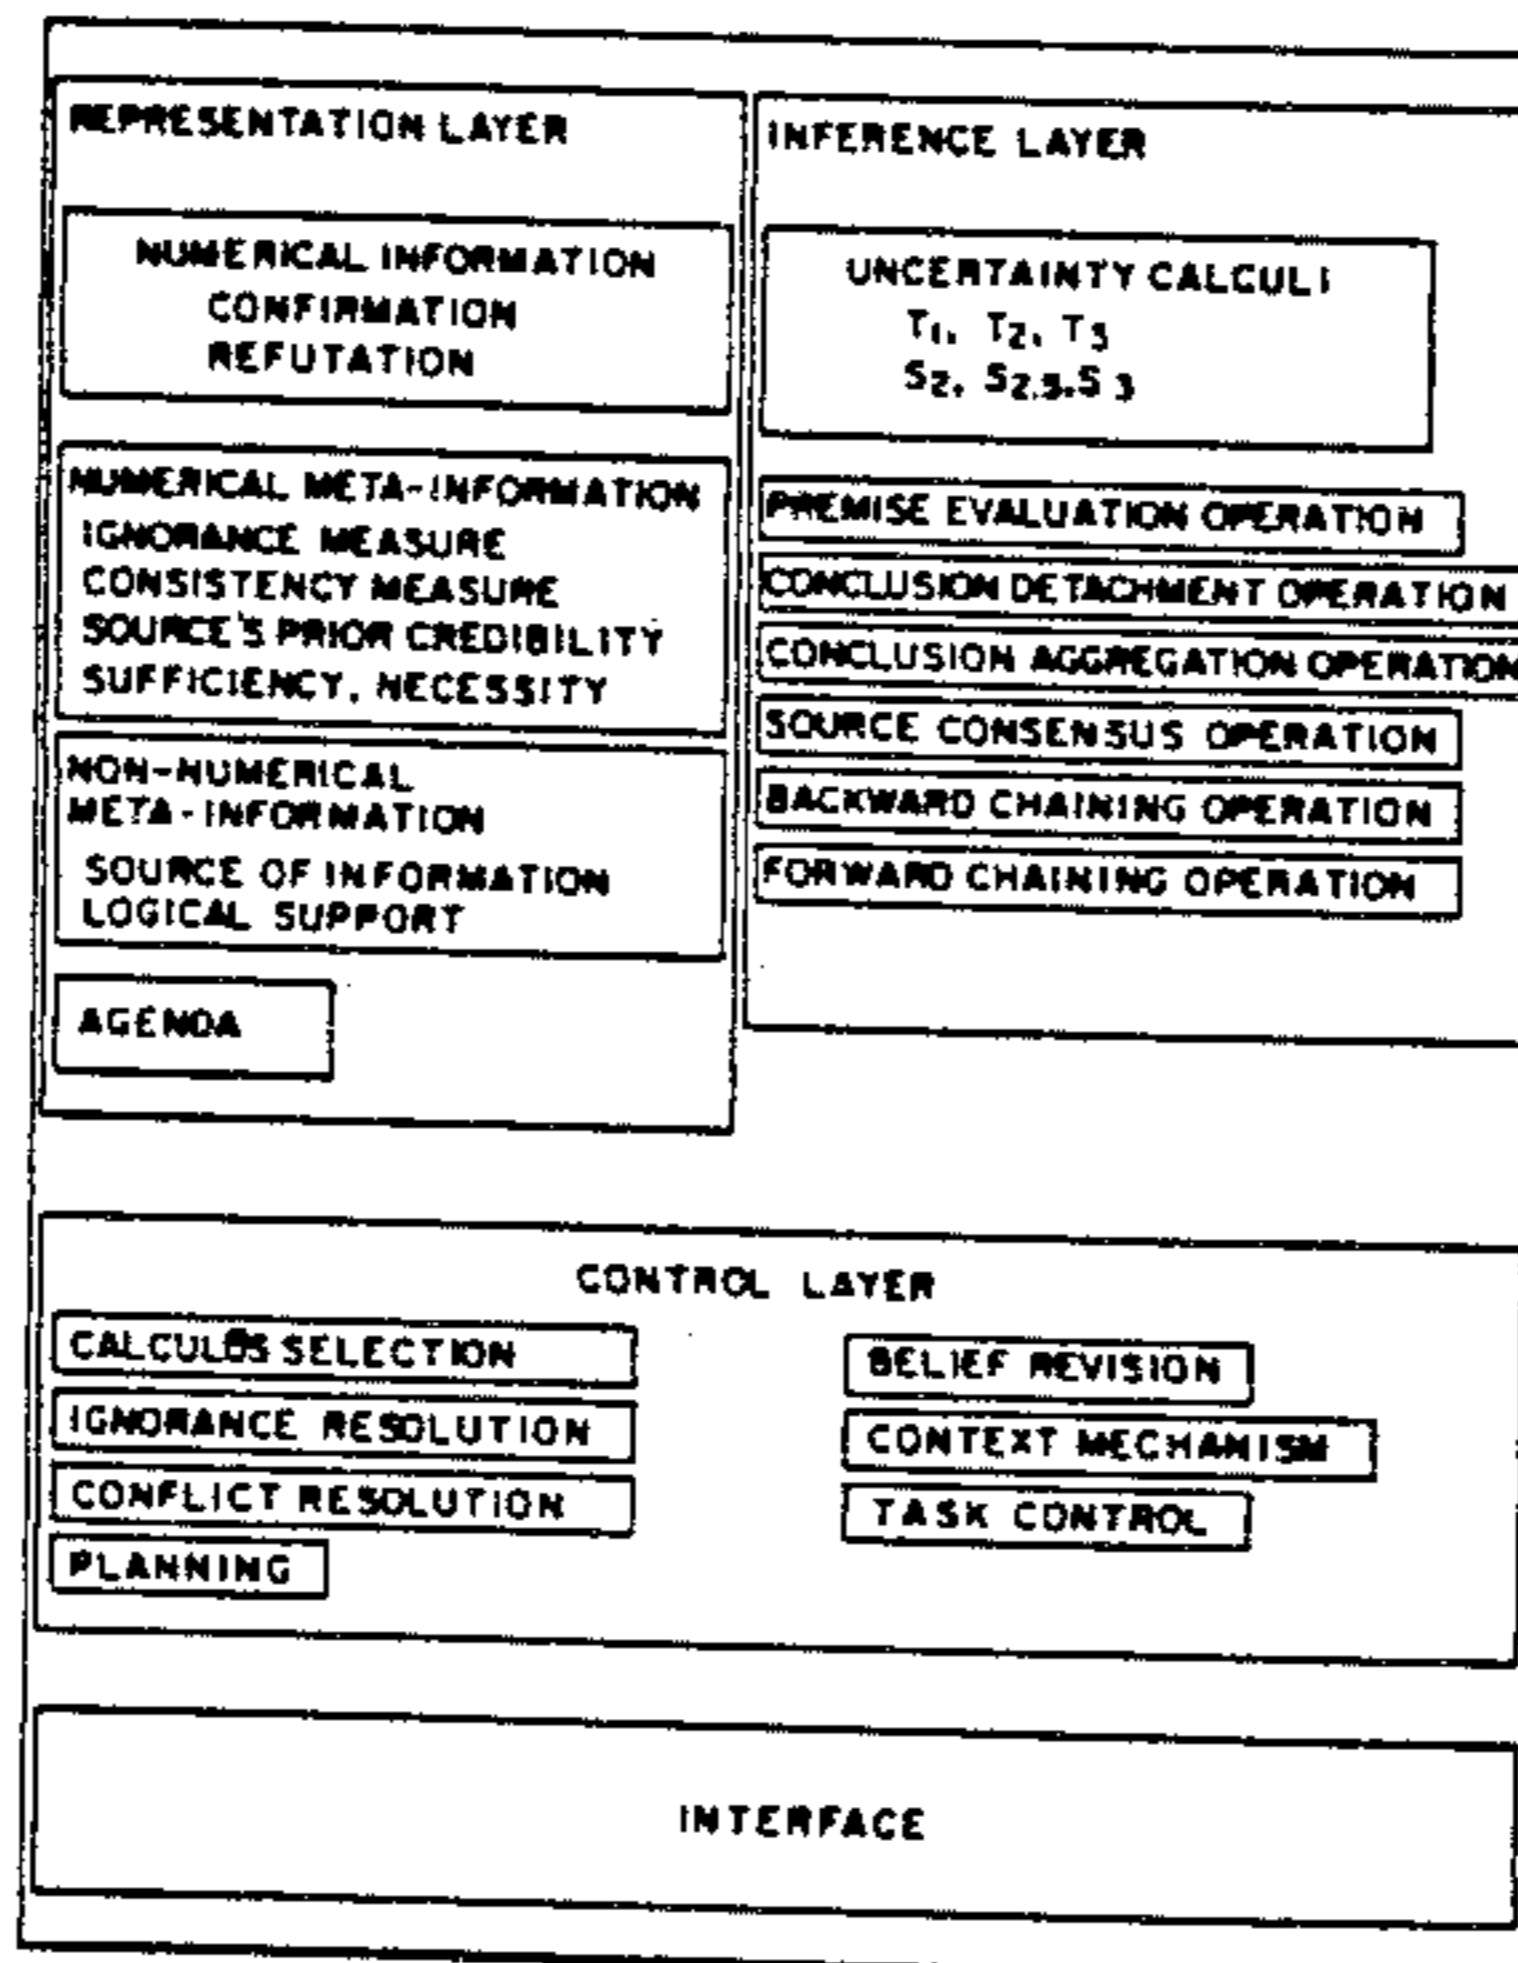 REPRESENTATION LAYER
NUMERICAL INFORMATION
CONFIRMATION
REFUTATION
NUMERICAL META-INFORMATION
IGNORANCE MEASURE
CONSISTENCY MEASURE
SOURCE'S PRIOR CREDIBILITY
SUFFICIENCY, NECESSITY
NON-NUMERICAL
META-INFORMATION
SOURCE OF INFORMATION
LOGICAL SUPPORT
AGENDA
INFERENCE LAYER
UNCERTAINTY CALCULI
T1, T2, T3
S2, S2.5, S3
PREMISE EVALUATION OPERATION
CONCLUSION DETACHMENT OPERATION
CONCLUSION AGGREGATION OPERATION
SOURCE CONSENSUS OPERATION
BACKWARD CHAINING OPERATION
FORWARD CHAINING OPERATION
CONTROL LAYER
CALCULUS SELECTION
IGNORANCE RESOLUTION
CONFLICT RESOLUTION
PLANNING
BELIEF REVISION
CONTEXT MECHANISM
TASK CONTROL
INTERFACE